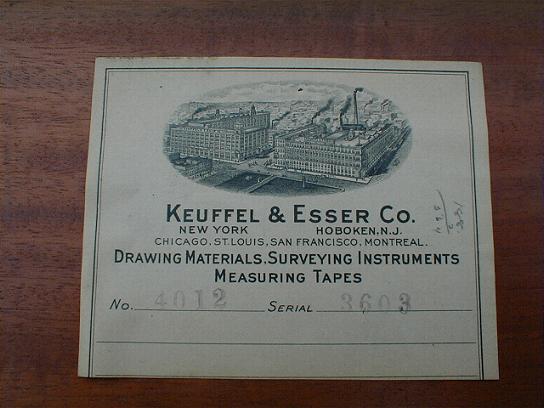 KEUFFEL & ESSER CO.
NEW YORK HOBOKEN, N.J.
CHICAGO, ST. LOUIS, SAN FRANCISCO, MONTREAL.
DRAWING MATERIALS. SURVEYING INSTRUMENTS
MEASURING TAPES
No. 4012 SERIAL 3603